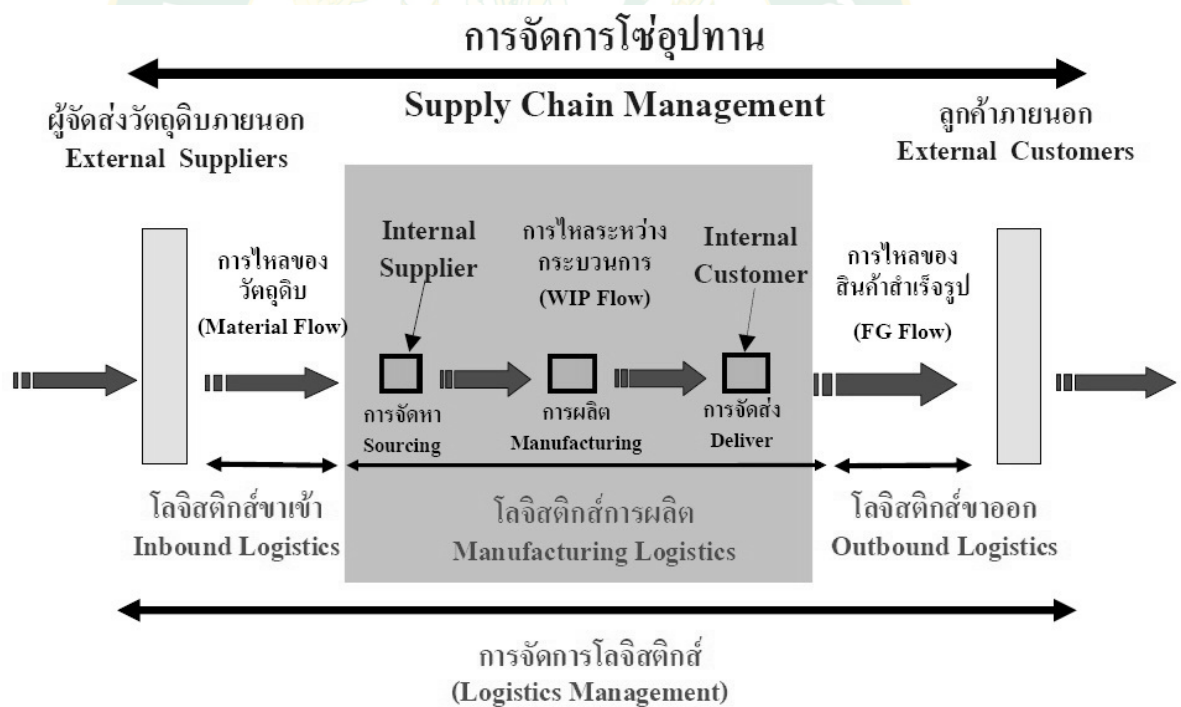 การจัดการโซ่อุปทาน
Supply Chain Management
ผู้จัดส่งวัตถุดิบภายนอก
External Suppliers
ลูกค้าภายนอก
External Customers
การไหลของ
วัตถุดิบ
(Material Flow)
Internal
Supplier
การไหลระหว่าง
กระบวนการ
(WIP Flow)
Internal
Customer
การไหลของ
สินค้าสำเร็จรูป
(FG Flow)
การจัดหา
Sourcing
การผลิต
Manufacturing
การจัดส่ง
Deliver
โลจิสติกส์ขาเข้า
Inbound Logistics
โลจิสติกส์การผลิต
Manufacturing Logistics
โลจิสติกส์ขาออก
Outbound Logistics
การจัดการโลจิสติกส์
(Logistics Management)